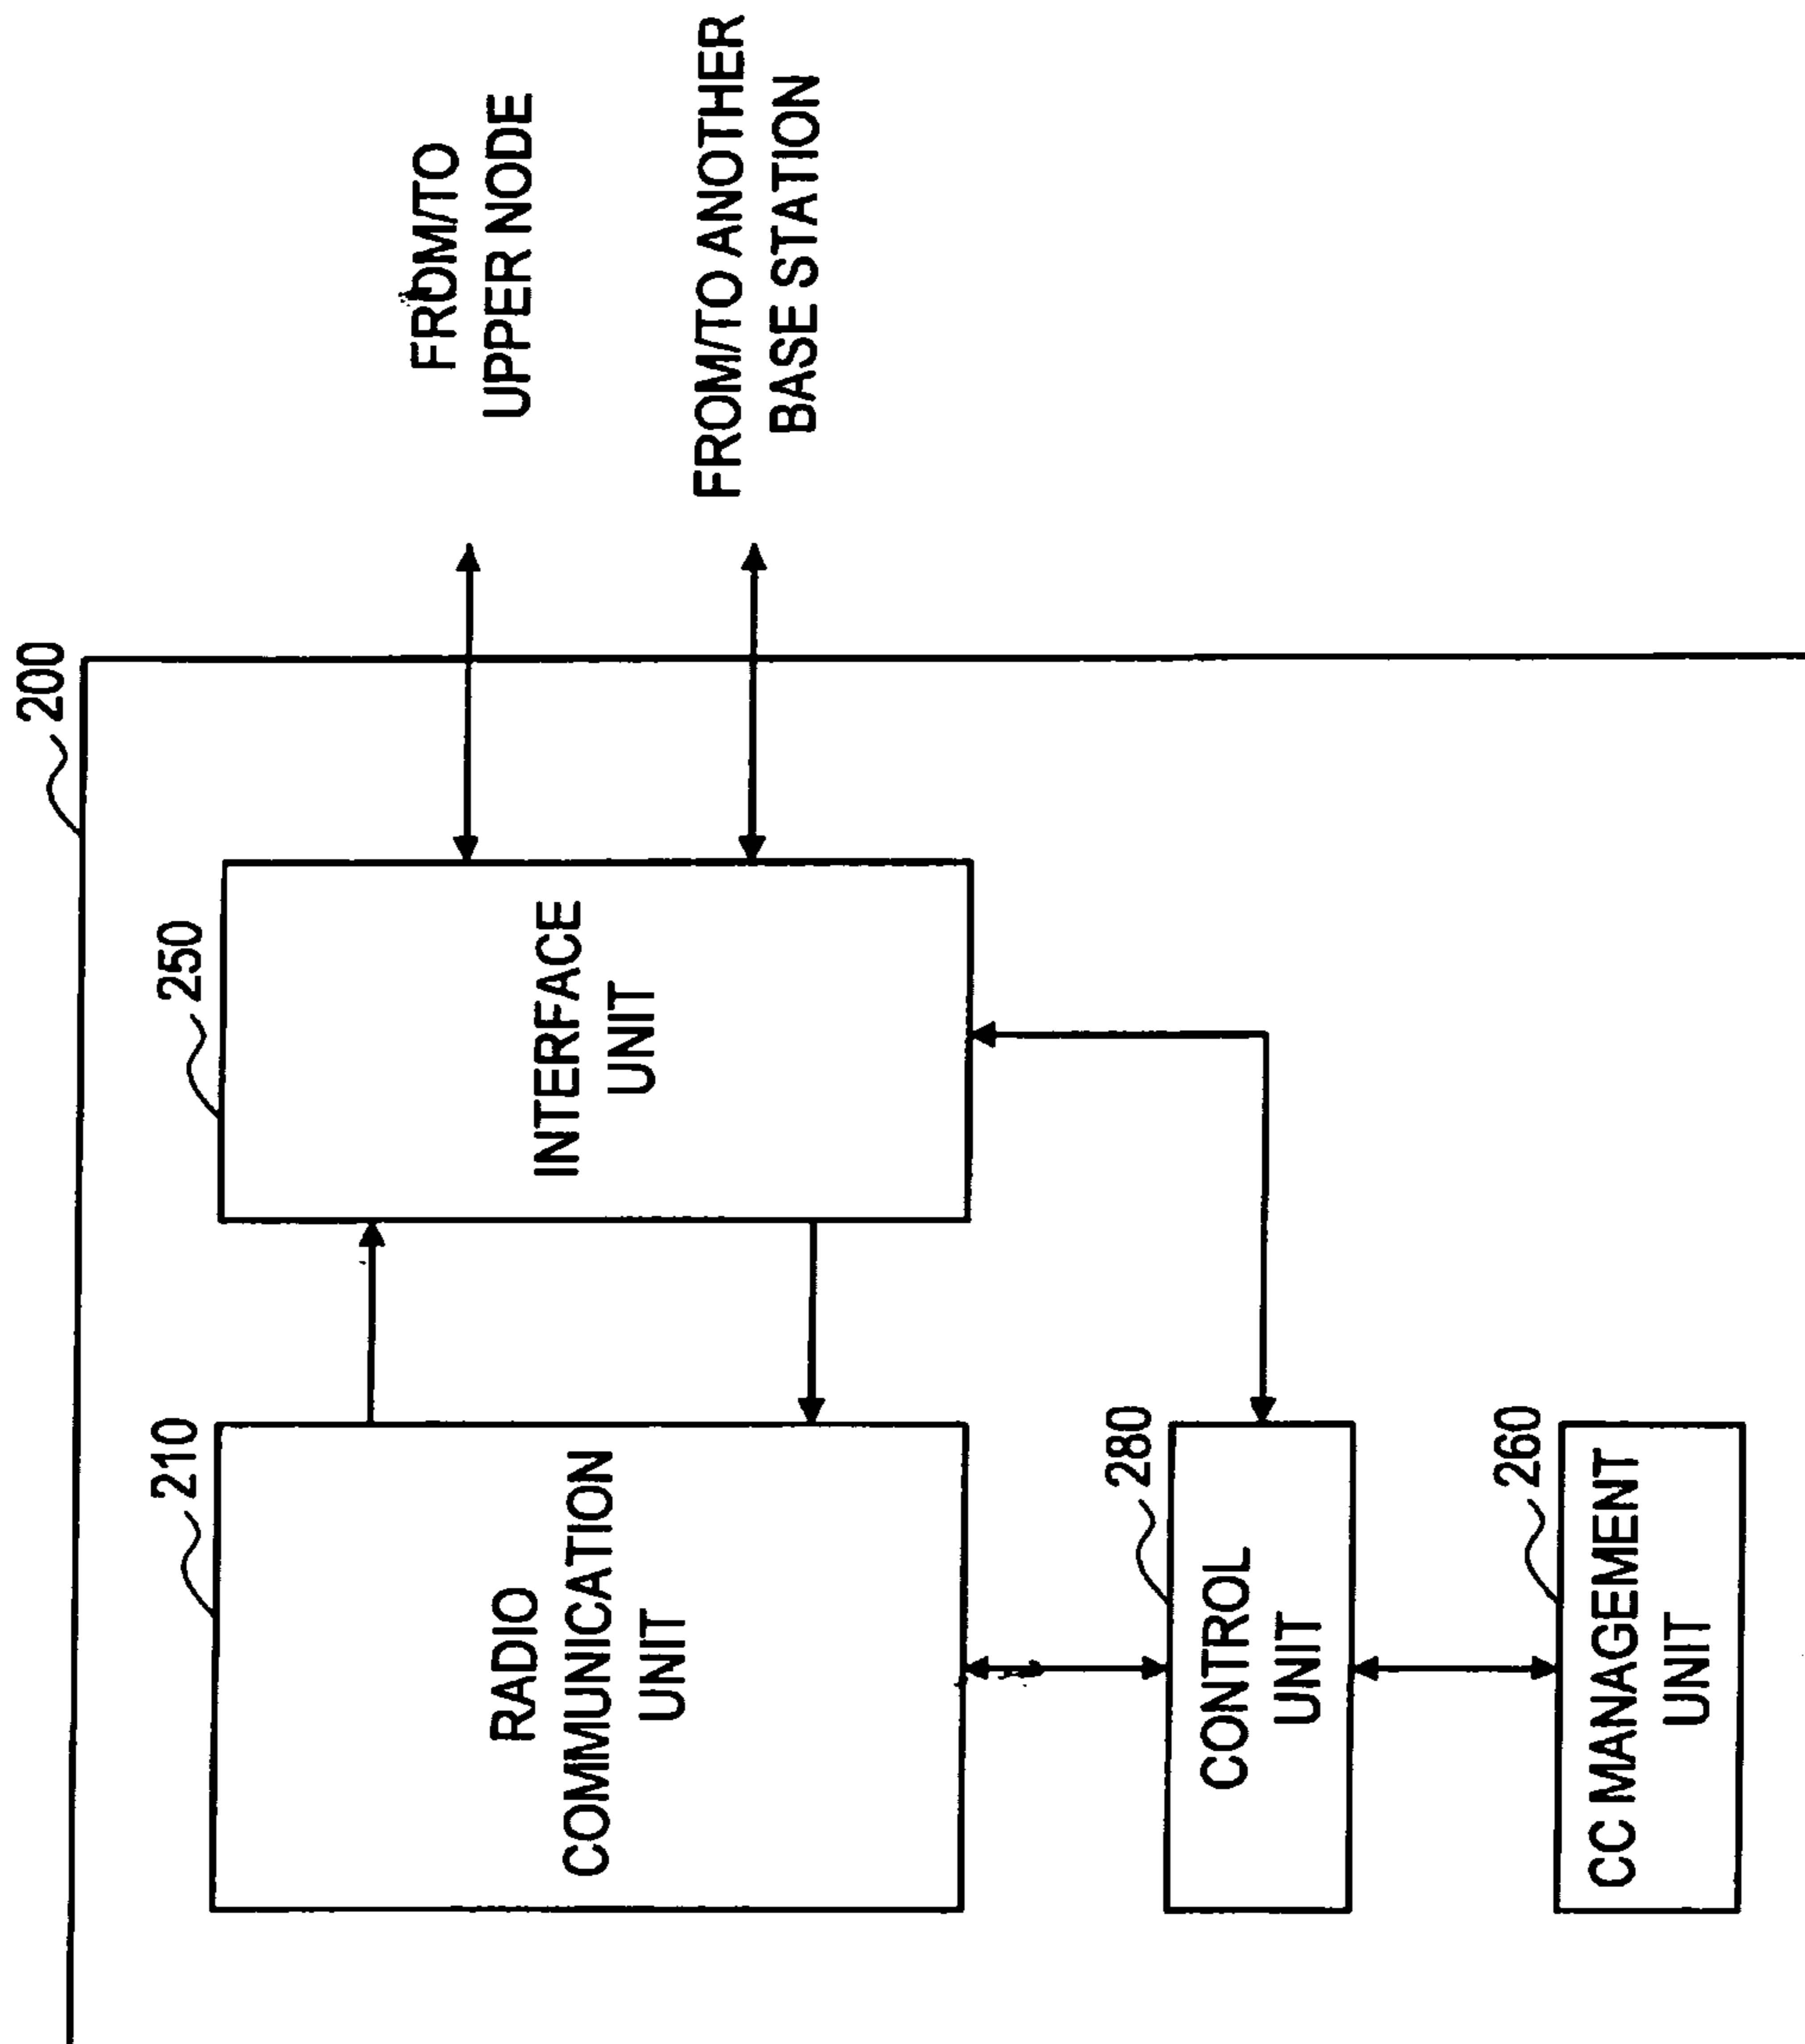 200
210
RADIO
COMMUNICATION
UNIT
250
INTERFACE
UNIT
FROM/TO
UPPER NODE
FROM/TO ANOTHER
BASE STATION
280
CONTROL
UNIT
260
CC MANAGEMENT
UNIT